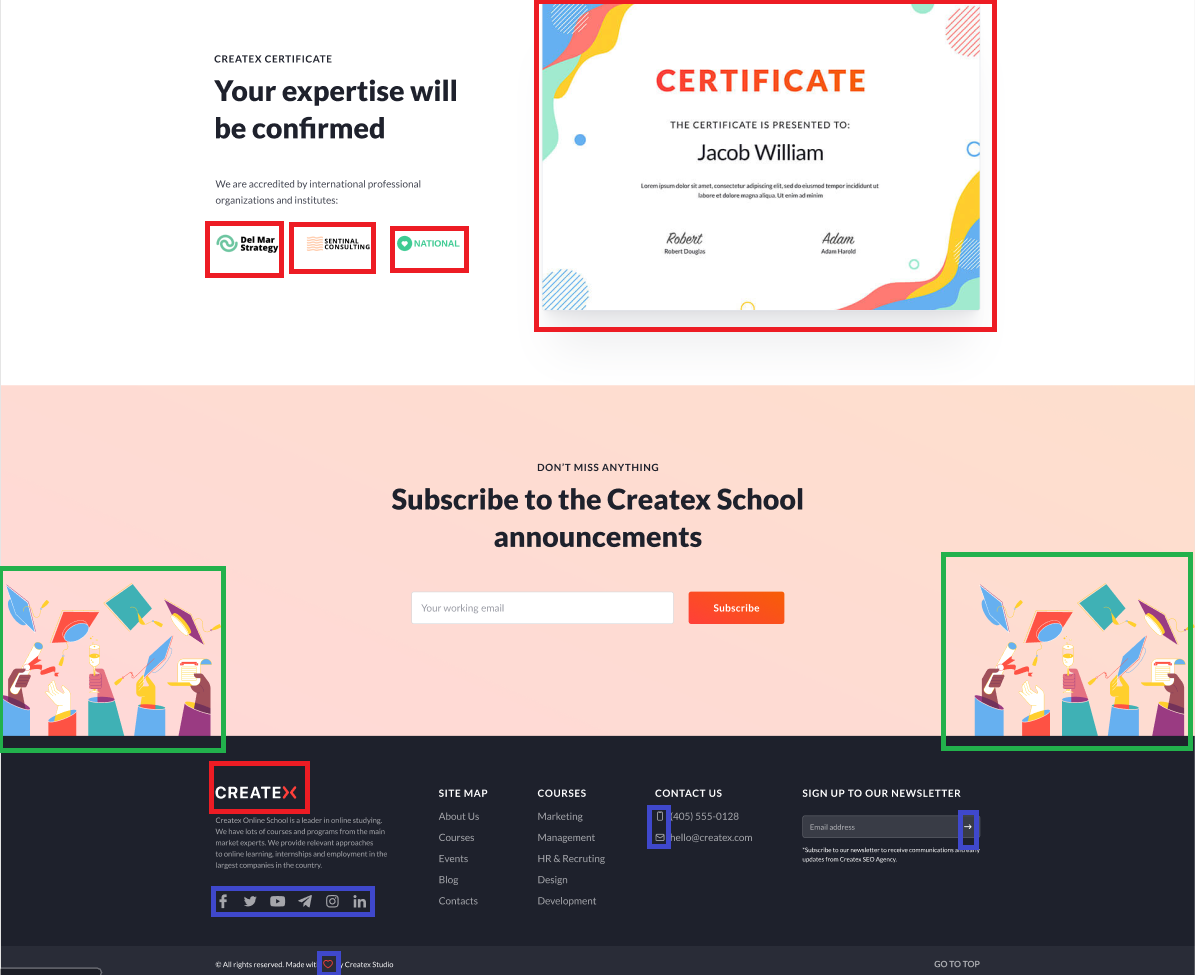 CREATEX CERTIFICATE
Your expertise will
be confirmed
We are accredited by international professional
organizations and institutes:
Del Mar
Strategy
SENTINAL
CONSULTING
NATIONAL
CERTIFICATE
THE CERTIFICATE IS PRESENTED TO:
Jacob William
Lorem ipsum dolor sit amet, consectetur adipiscing elit, sed do eiusmod tempor incididunt ut
labore et dolore magna aliqua. Ut enim ad minim
Robert
Robert Douglas
Adam
Adam Harold
DON'T MISS ANYTHING
Subscribe to the Createx School
announcements
Your working email
Subscribe
CREATEX
Createx Online School is a leader in online studying.
We have lots of courses and programs from the main
market experts. We provide relevant approaches
to online learning, internships and employment in the
largest companies in the country.
SITE MAP
About Us
Courses
Events
Blog
Contacts
COURSES
Marketing
Management
HR & Recruting
Design
Development
CONTACT US
(405) 555-0128
hello@createx.com
SIGN UP TO OUR NEWSLETTER
Email address
*Subscribe to our newsletter to receive communications and early
updates from Createx SEO Agency.
© All rights reserved. Made with by Createx Studio
GO TO TOP